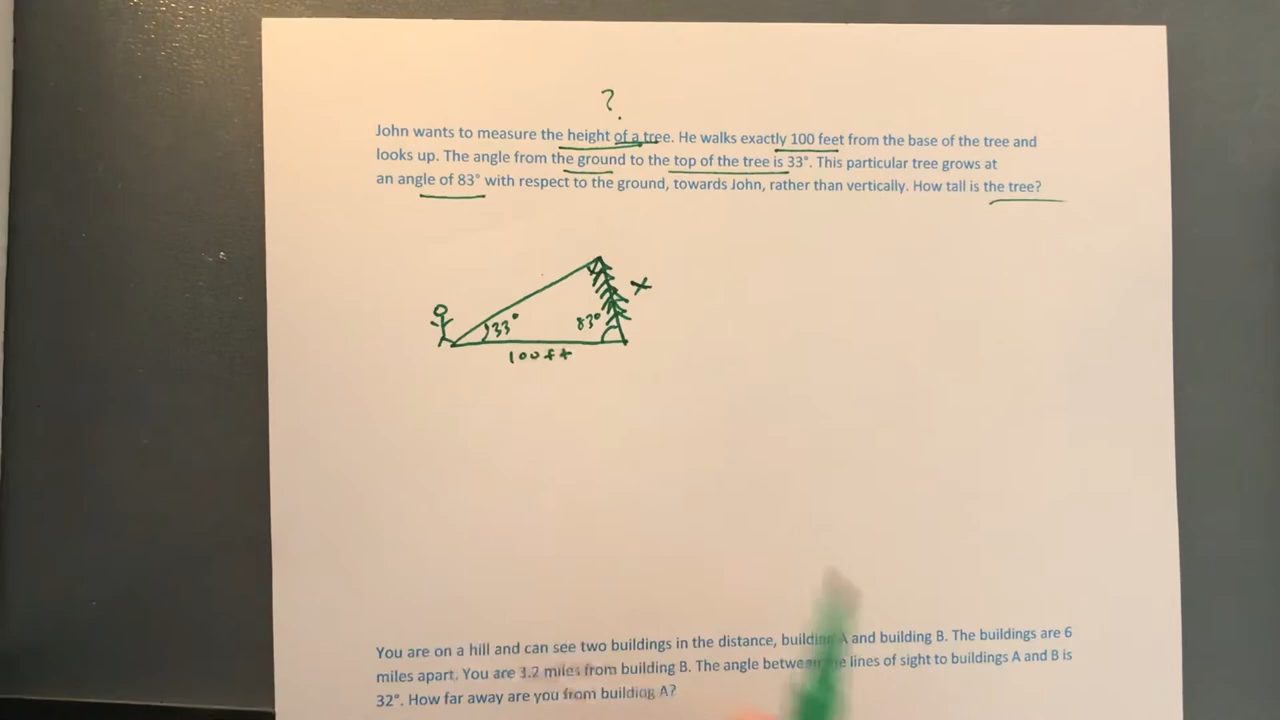 ?
John wants to measure the height of a tree. He walks exactly 100 feet from the base of the tree and
looks up. The angle from the ground to the top of the tree is 33°. This particular tree grows at
an angle of 83° with respect to the ground, towards John, rather than vertically. How tall is the tree?
x
33°
83°
100ft
You are on a hill and can see two buildings in the distance, building A and building B. The buildings are 6
miles apart. You are 3.2 miles from building B. The angle between the lines of sight to buildings A and B is
32°. How far away are you from building A?